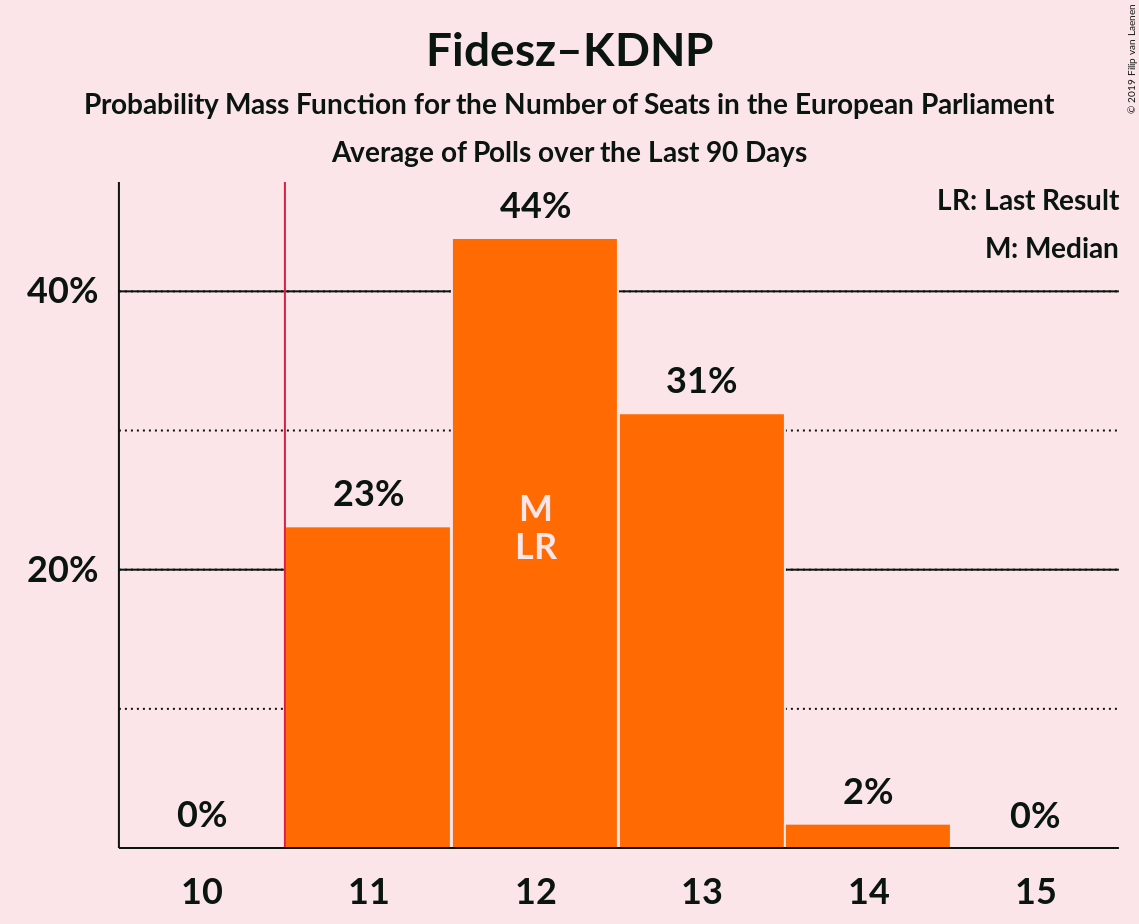 Fidesz–KDNP
Probability Mass Function for the Number of Seats in the European Parliament
Average of Polls over the Last 90 Days
© 2019 Filip van Laenen
LR: Last Result
M: Median
44%
40%
31%
23%
M
LR
20%
2%
0%
0%
10
11
12
13
14
15